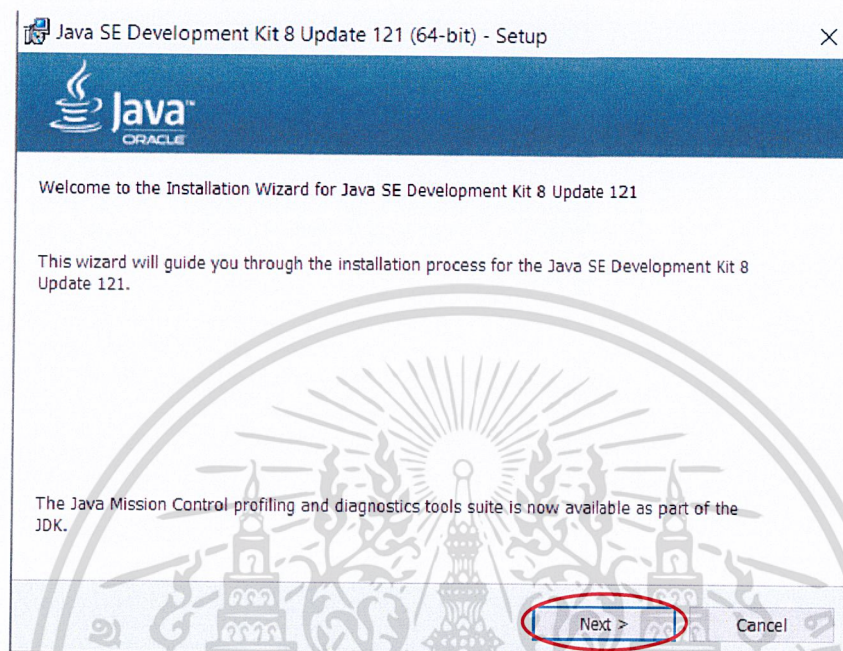 Java SE Development Kit 8 Update 121 (64-bit) - Setup
Java™
ORACLE
Welcome to the Installation Wizard for Java SE Development Kit 8 Update 121
This wizard will guide you through the installation process for the Java SE Development Kit 8
Update 121.
The Java Mission Control profiling and diagnostics tools suite is now available as part of the
JDK.
Next >
Cancel